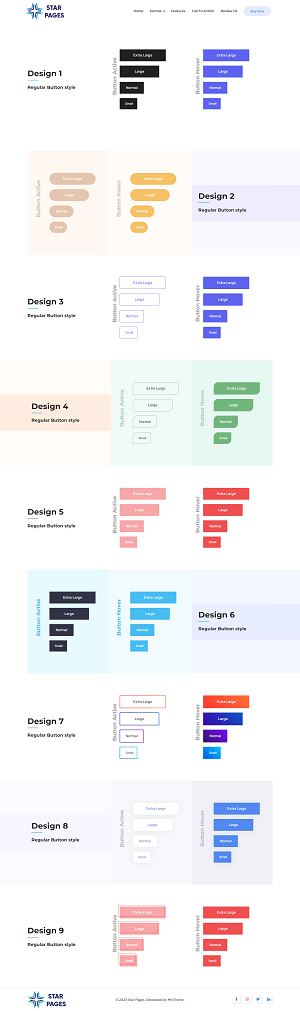 STAR
PAGES
Home Demos Features Call To Action Review Us Buy Now
Design 1
Regular Button style
Button Active
Extra Large
Large
Normal
Small
Button Hover
Extra Large
Large
Normal
Small
Button Active
Extra Large
Large
Normal
Small
Button Hover
Extra Large
Large
Normal
Small
Design 2
Regular Button style
Design 3
Regular Button style
Button Active
Extra Large
Large
Normal
Small
Button Hover
Extra Large
Large
Normal
Small
Design 4
Regular Button style
Button Active
Extra Large
Large
Normal
Small
Button Hover
Extra Large
Large
Normal
Small
Design 5
Regular Button style
Button Active
Extra Large
Large
Normal
Small
Button Hover
Extra Large
Large
Normal
Small
Button Active
Extra Large
Large
Normal
Small
Button Hover
Extra Large
Large
Normal
Small
Design 6
Regular Button style
Design 7
Regular Button style
Button Active
Extra Large
Large
Normal
Small
Button Hover
Extra Large
Large
Normal
Small
Design 8
Regular Button style
Button Active
Extra Large
Large
Normal
Small
Button Hover
Extra Large
Large
Normal
Small
Design 9
Regular Button style
Button Active
Extra Large
Large
Normal
Small
Button Hover
Extra Large
Large
Normal
Small
STAR
PAGES
© 2023 Star Pages. Developed by